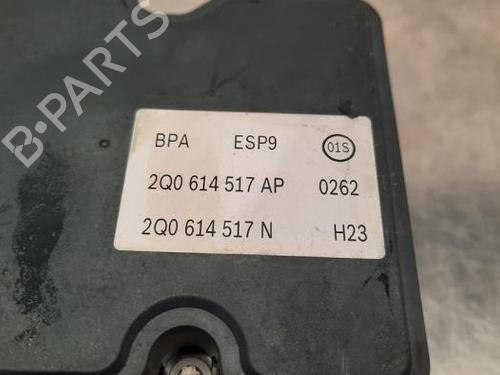 B-PARTS
BPA ESP9 01S
2Q0 614 517 AP 0262
2Q0 614 517 N H23